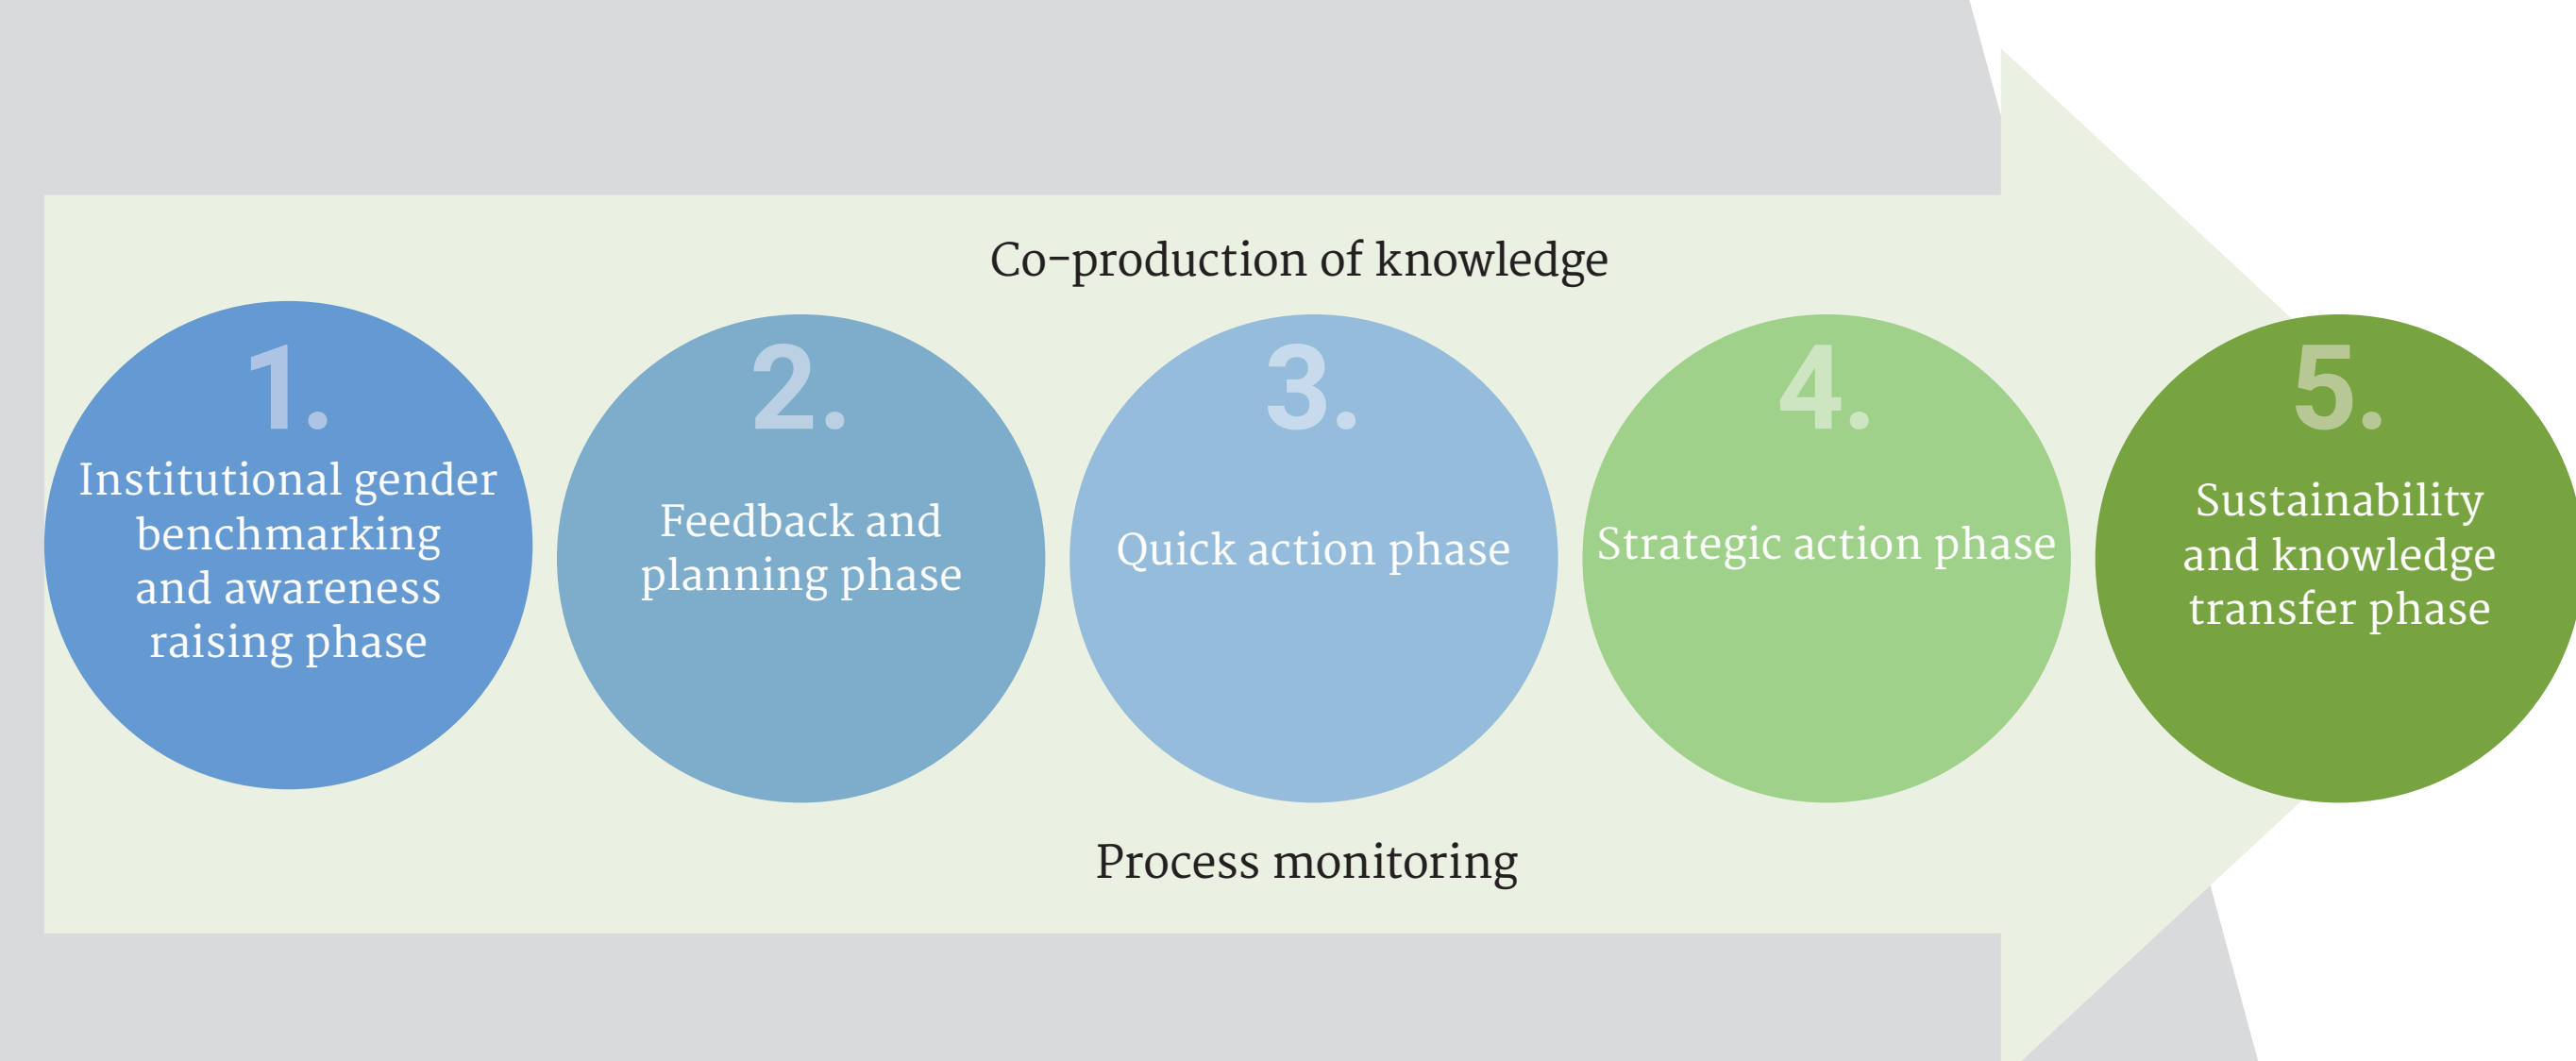 Co-production of knowledge
1.
Institutional gender
benchmarking
and awareness
raising phase
2.
Feedback and
planning phase
3.
Quick action phase
4.
Strategic action phase
5.
Sustainability
and knowledge
transfer phase
Process monitoring